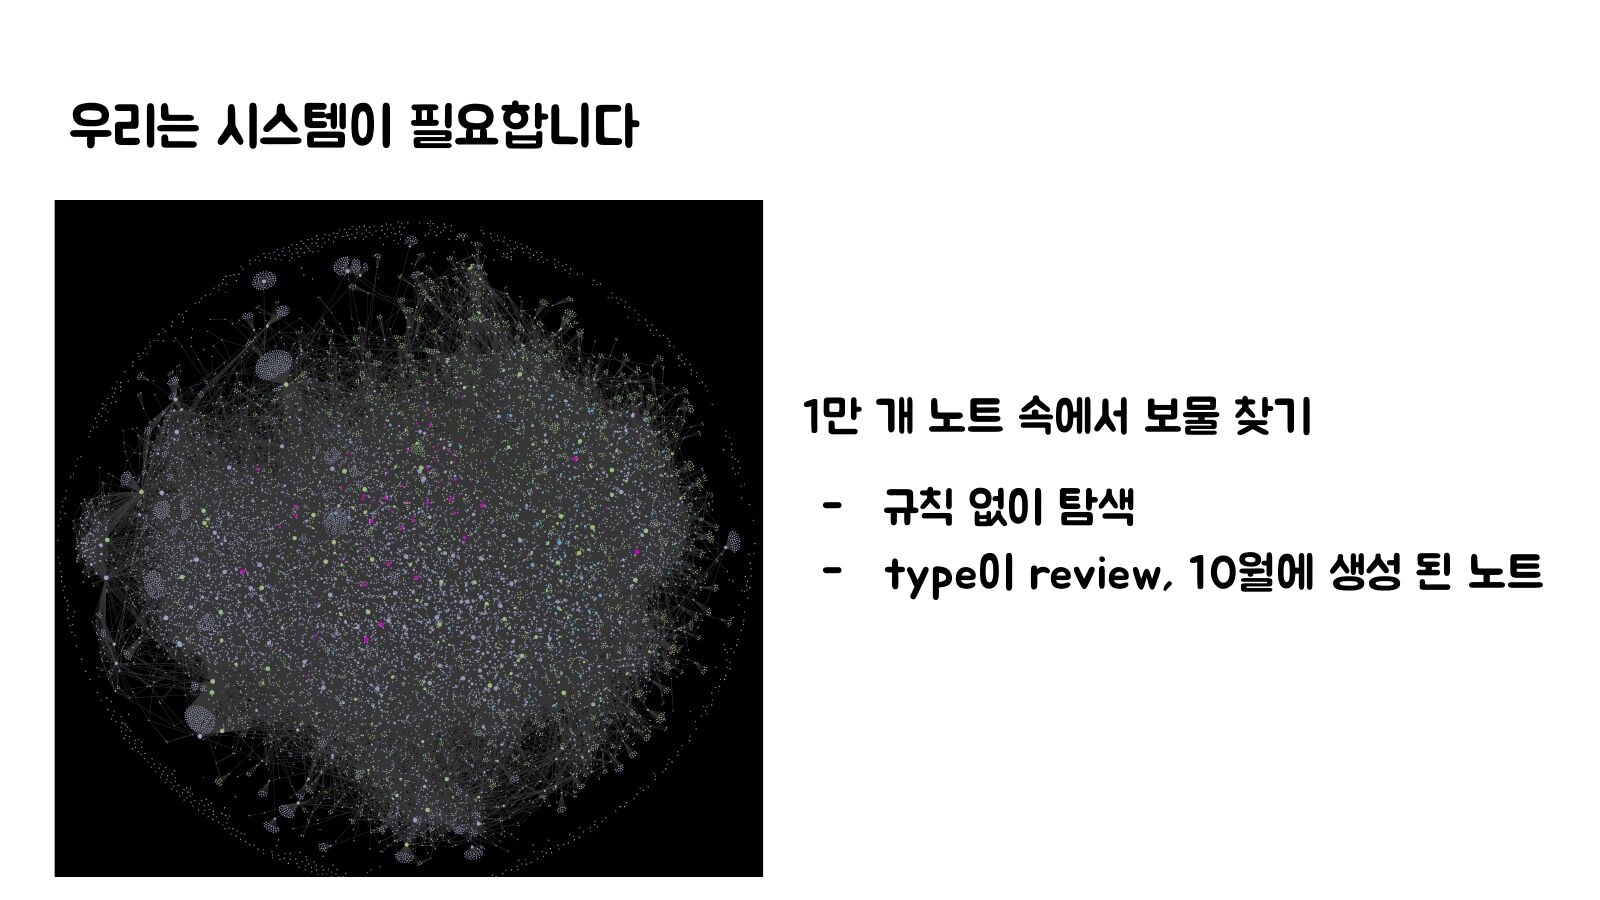 우리는 시스템이 필요합니다
1만 개 노트 속에서 보물 찾기
- 규칙 없이 탐색
- type이 review, 10월에 생성 된 노트